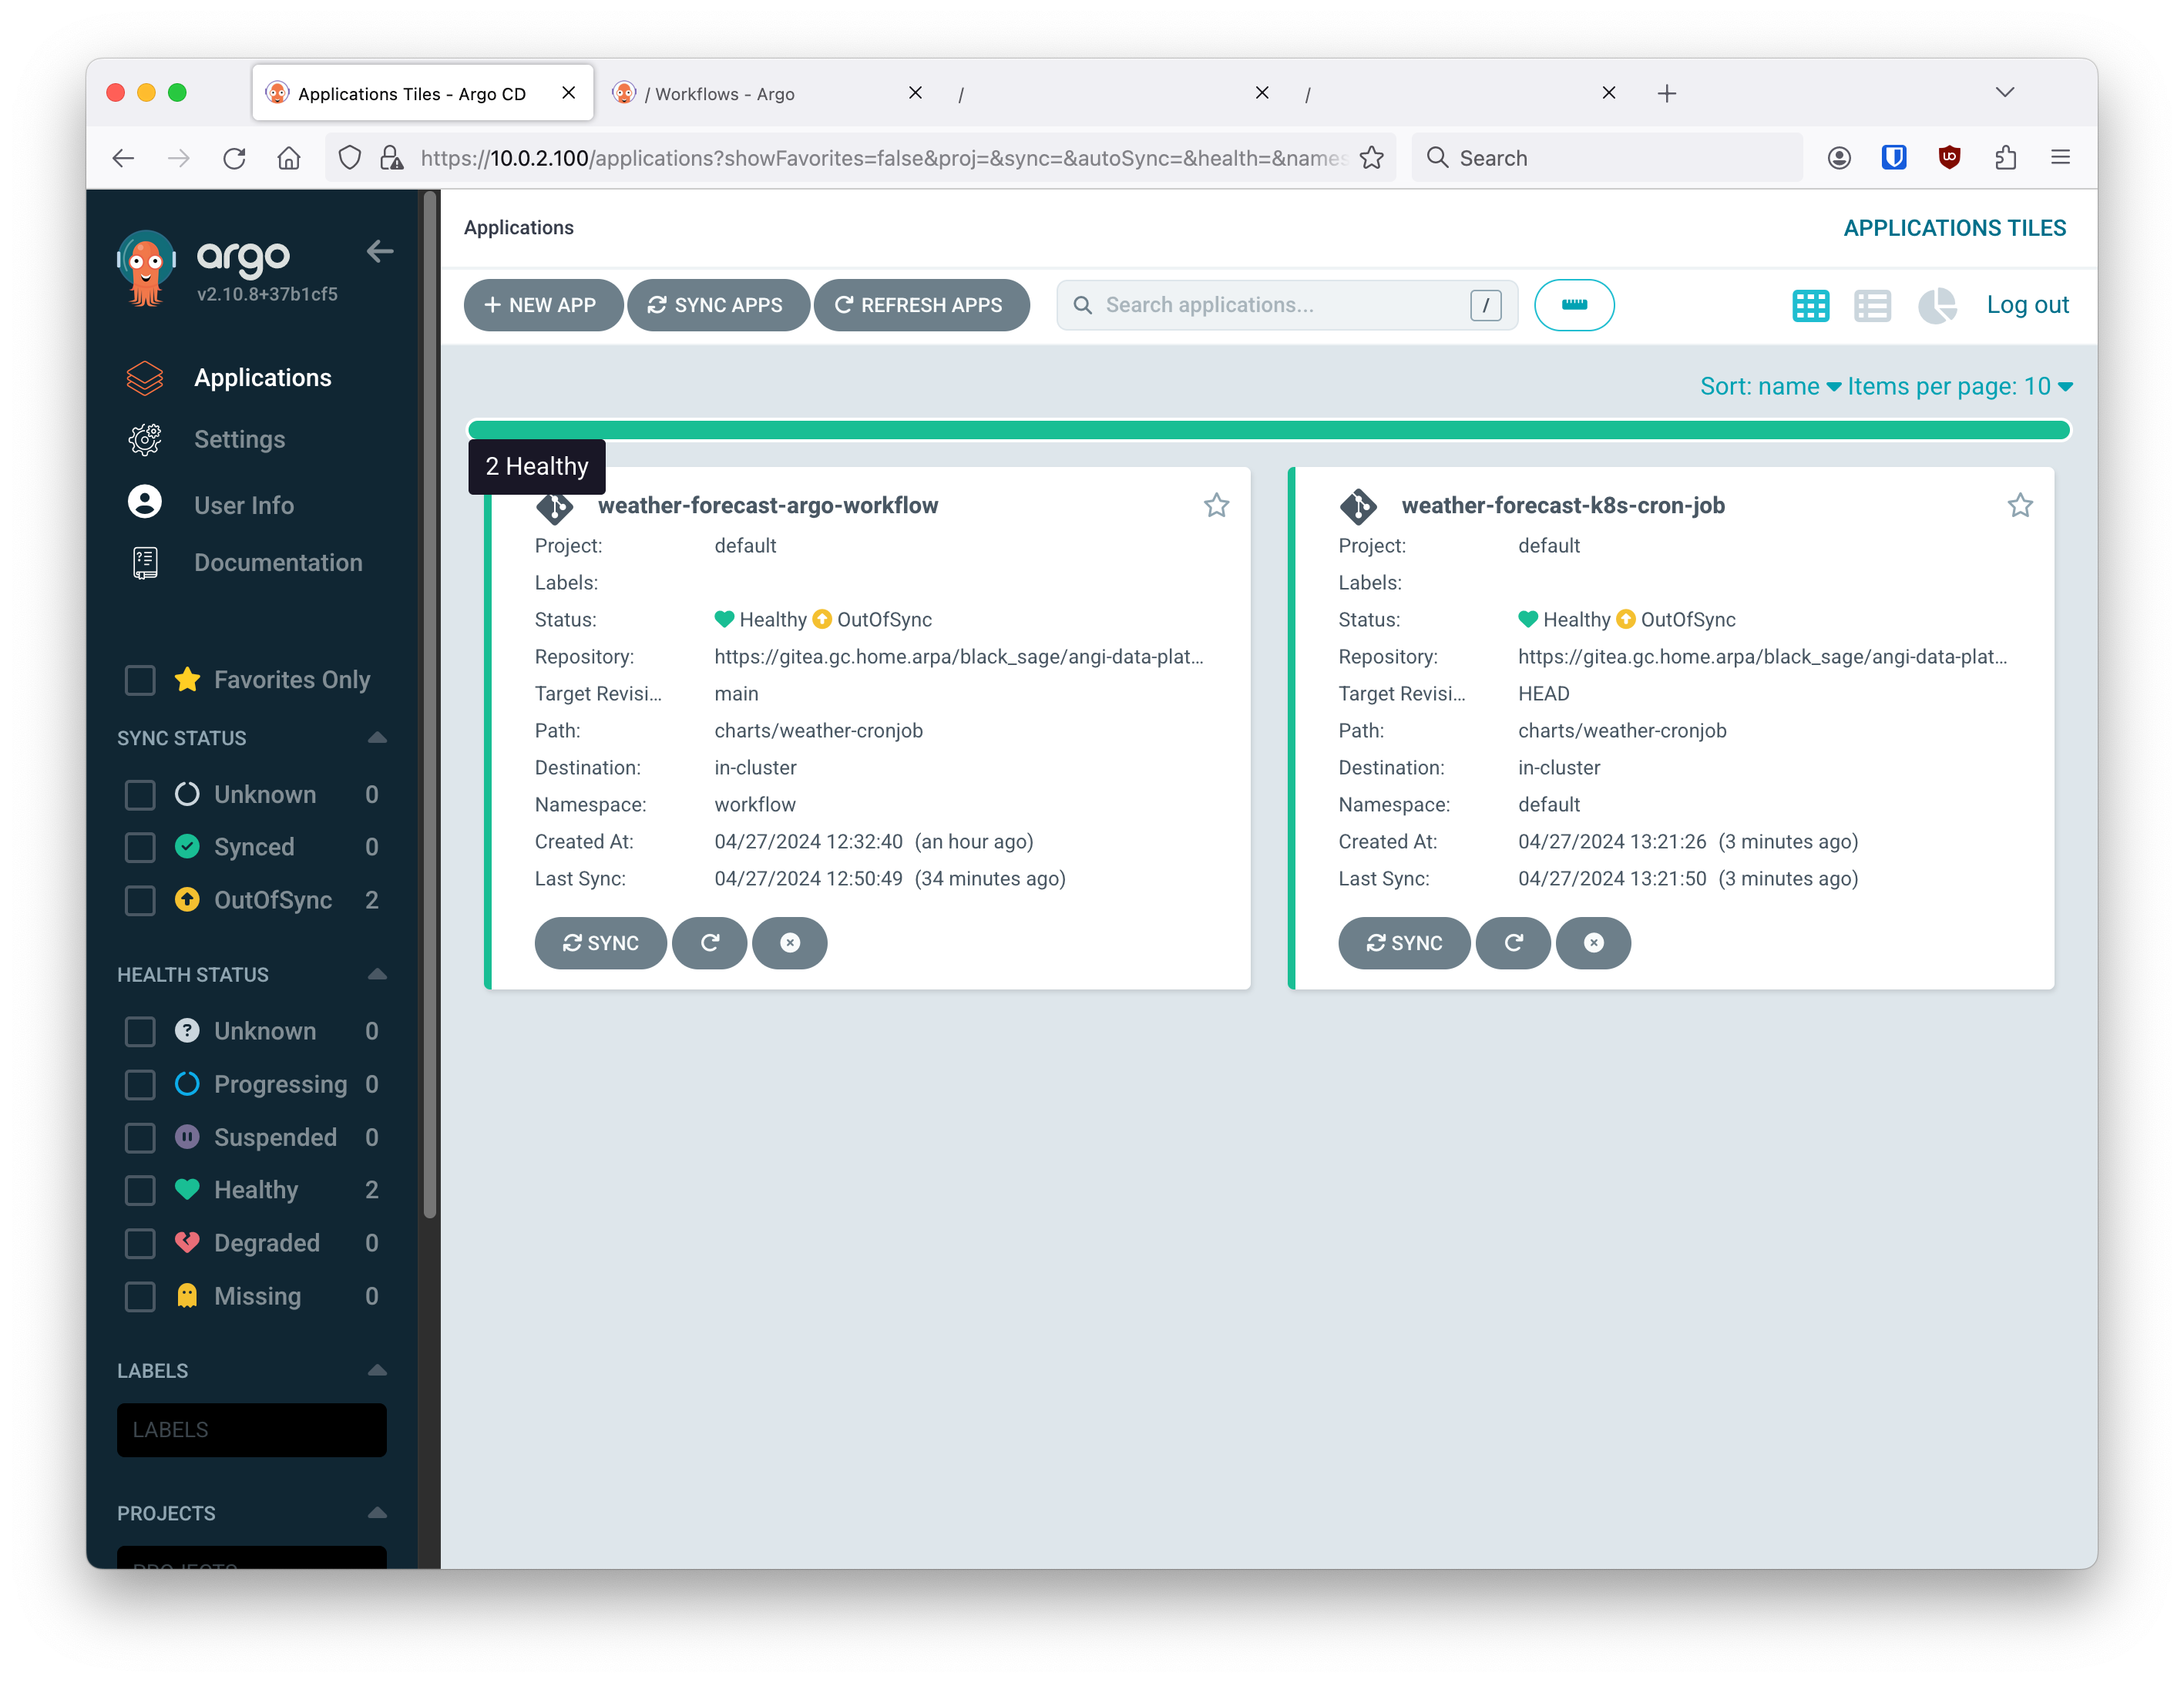 Applications Tiles - Argo CD
/ Workflows - Argo
/
/
https://10.0.2.100/applications?showFavorites=false&proj=&sync=&autoSync=&health=&names
Search
argo
v2.10.8+37b1cf5
Applications
Settings
User Info
Documentation
Favorites Only
SYNC STATUS
Unknown 0
Synced 0
OutOfSync 2
HEALTH STATUS
Unknown 0
Progressing 0
Suspended 0
Healthy 2
Degraded 0
Missing 0
LABELS
LABELS
PROJECTS
PROJECTS
Applications
APPLICATIONS TILES
NEW APP
SYNC APPS
REFRESH APPS
Search applications...
/
Log out
Sort: name
Items per page: 10
2 Healthy
weather-forecast-argo-workflow
Project: default
Labels:
Status: Healthy OutOfSync
Repository: https://gitea.gc.home.arpa/black_sage/angi-data-plat...
Target Revisi... main
Path: charts/weather-cronjob
Destination: in-cluster
Namespace: workflow
Created At: 04/27/2024 12:32:40 (an hour ago)
Last Sync: 04/27/2024 12:50:49 (34 minutes ago)
SYNC
weather-forecast-k8s-cron-job
Project: default
Labels:
Status: Healthy OutOfSync
Repository: https://gitea.gc.home.arpa/black_sage/angi-data-plat...
Target Revisi... HEAD
Path: charts/weather-cronjob
Destination: in-cluster
Namespace: default
Created At: 04/27/2024 13:21:26 (3 minutes ago)
Last Sync: 04/27/2024 13:21:50 (3 minutes ago)
SYNC